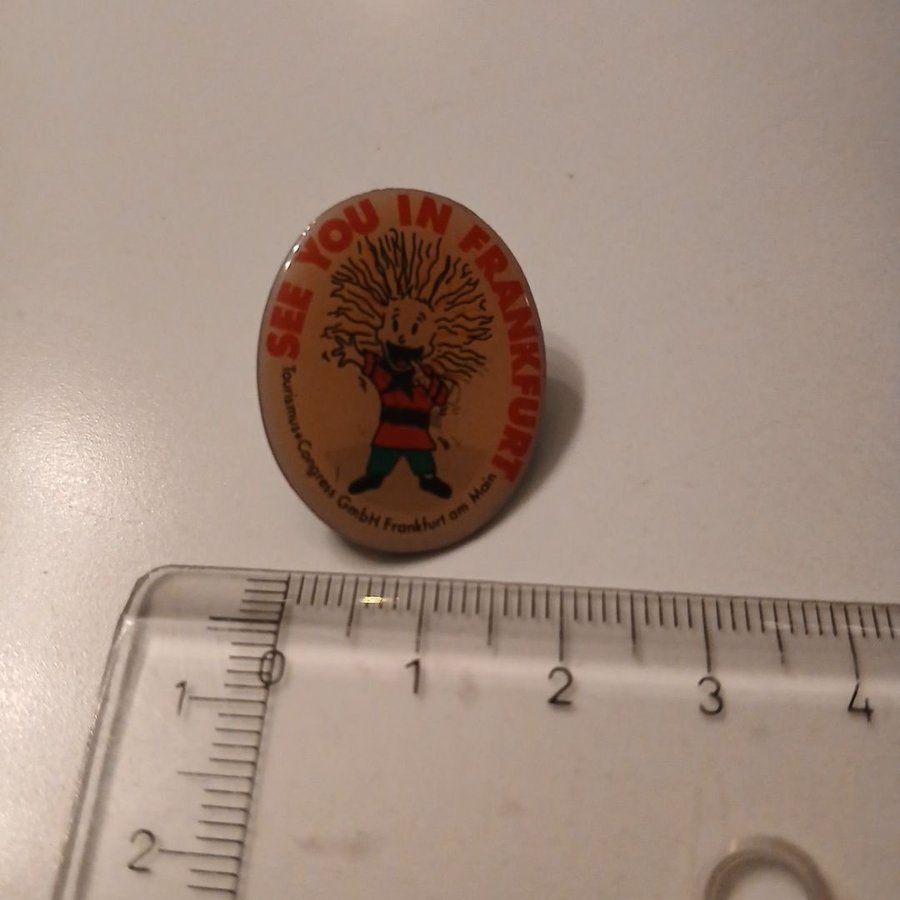 SEE YOU IN FRANKFURT
Tourismus+Congress GmbH Frankfurt am Main
0 1 2 3 4
1
2